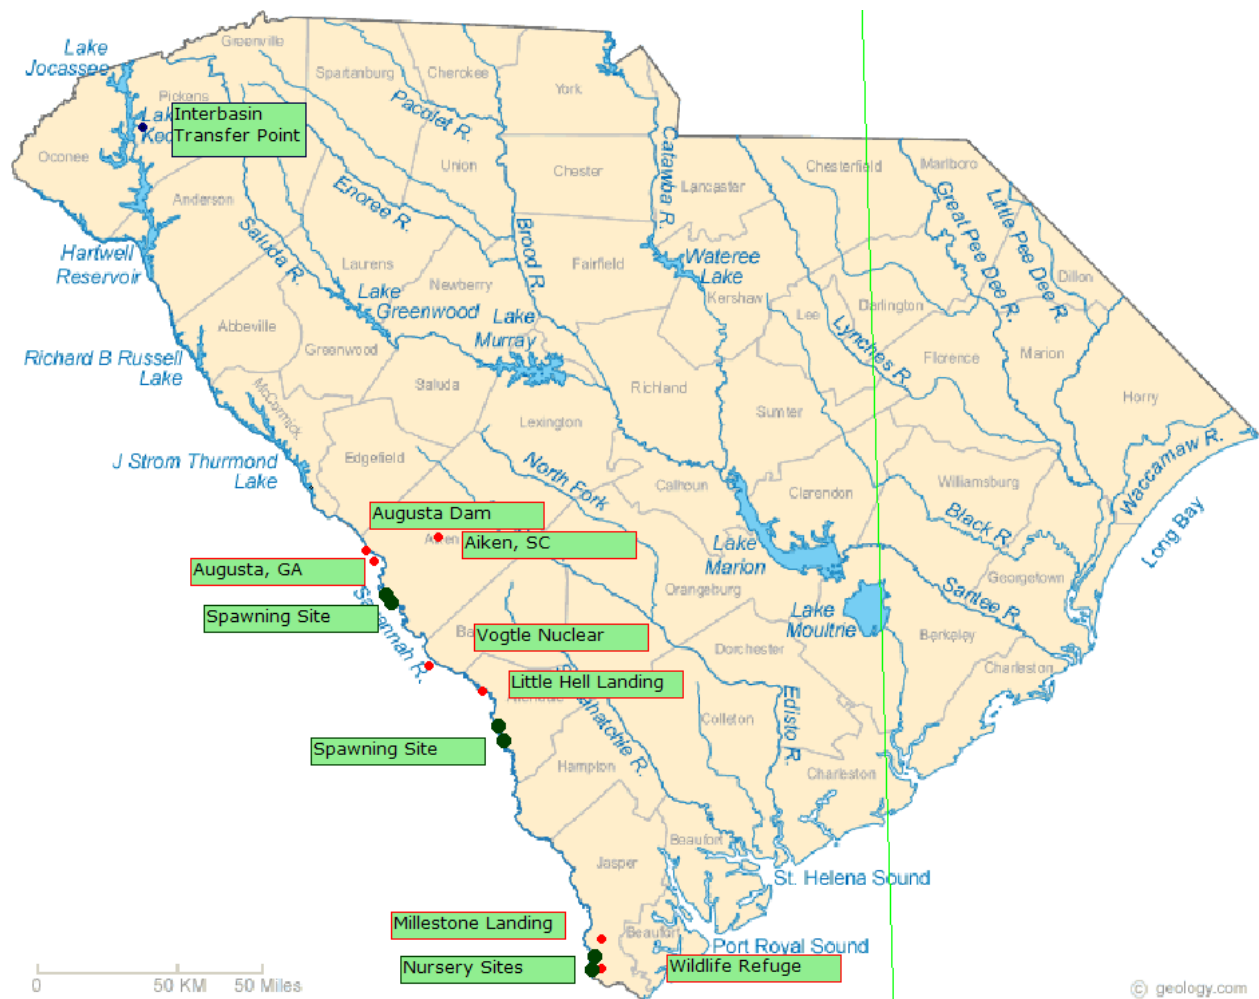 Greenville
Lake
Jocassee
Spartanburg
Cherokee
York
Pickens
Pacolet R.
Interbasin
Transfer Point
Oconee
Union
Chester
Catawba R.
Lancaster
Chesterfield
Marlboro
Anderson
Enoree R.
Great Pee Dee R.
Little Pee Dee R.
Saluda R.
Broad R.
Hartwell
Reservoir
Laurens
Newberry
Fairfield
Wateree
Lake
Kershaw
Dillon
Lake
Greenwood
Lake
Murray
Abbeville
Greenwood
Lee
Darlington
Lynches R.
Florence
Marion
Richard B Russell
Lake
McCormick
Saluda
Richland
Sumter
Horry
Lexington
J Strom Thurmond
Lake
Edgefield
North Fork
Calhoun
Clarendon
Williamsburg
Waccamaw R.
Augusta Dam
Aiken, SC
Black R.
Long Bay
Augusta, GA
Lake
Marion
Orangeburg
Georgetown
Santee R.
Spawning Site
Savannah R.
Lake
Moultrie
Vogtle Nuclear
Berkeley
Dorchester
Charleston
Little Hell Landing
Edisto R.
Colleton
Spawning Site
Hampton
Charleston
Beaufort
Jasper
St. Helena Sound
Millestone Landing
Beaufort
Port Royal Sound
Nursery Sites
Wildlife Refuge
0
50 KM
50 Miles
© geology.com